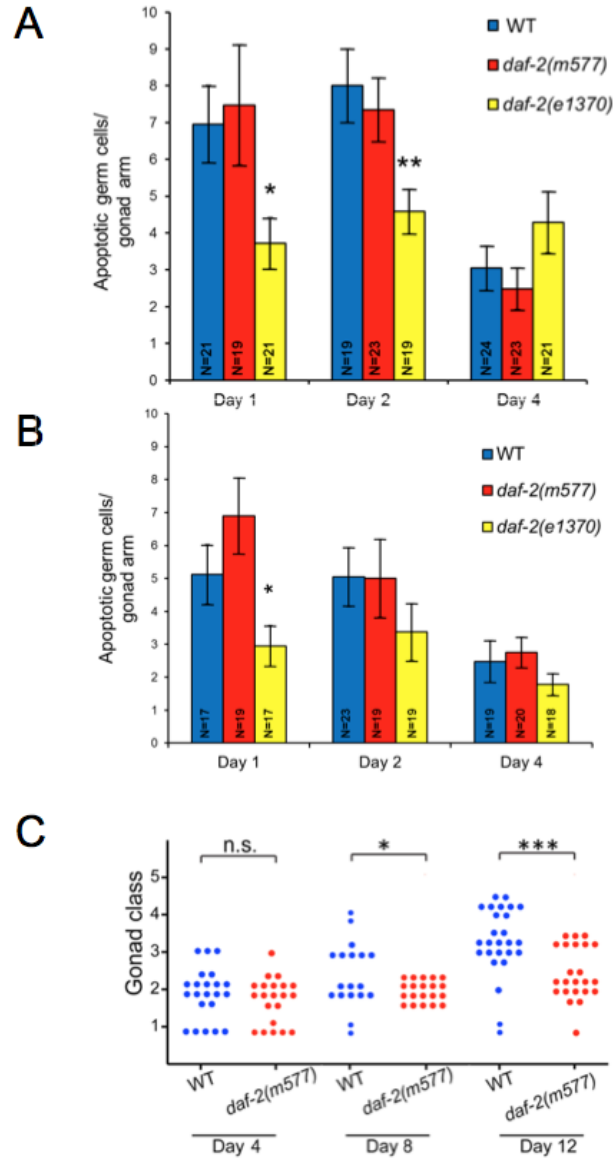 A
WT
daf-2(m577)
daf-2(e1370)
Apoptotic germ cells/
gonad arm
10
9
8
7
6
5
4
3
2
1
0
*
**
N=21
N=19
N=21
N=19
N=23
N=19
N=24
N=23
N=21
Day 1
Day 2
Day 4
B
WT
daf-2(m577)
daf-2(e1370)
Apoptotic germ cells/
gonad arm
10
9
8
7
6
5
4
3
2
1
0
*
N=17
N=19
N=17
N=23
N=19
N=19
N=19
N=20
N=18
Day 1
Day 2
Day 4
C
n.s.
*
***
Gonad class
5
4
3
2
1
WT
daf-2(m577)
WT
daf-2(m577)
WT
daf-2(m577)
Day 4
Day 8
Day 12